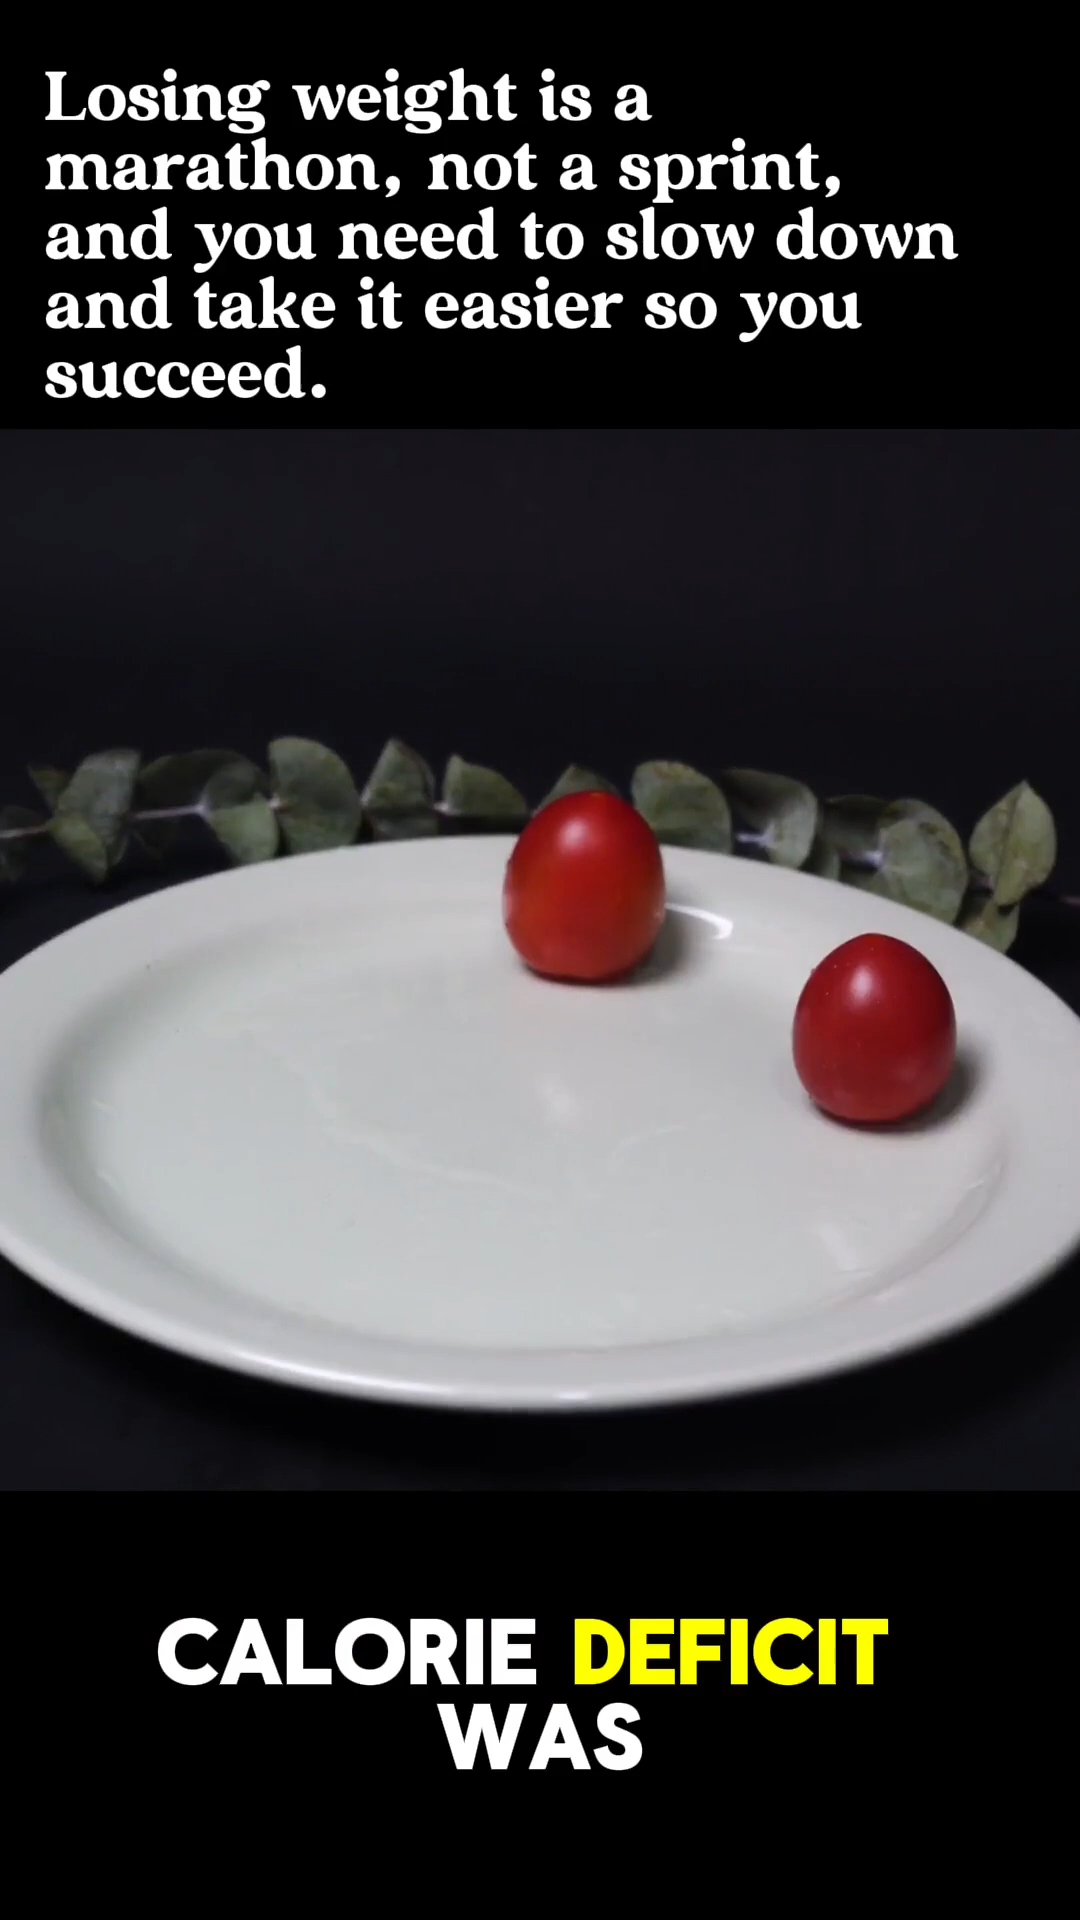 Losing weight is a
marathon, not a sprint,
and you need to slow down
and take it easier so you
succeed.
CALORIE DEFICIT
WAS